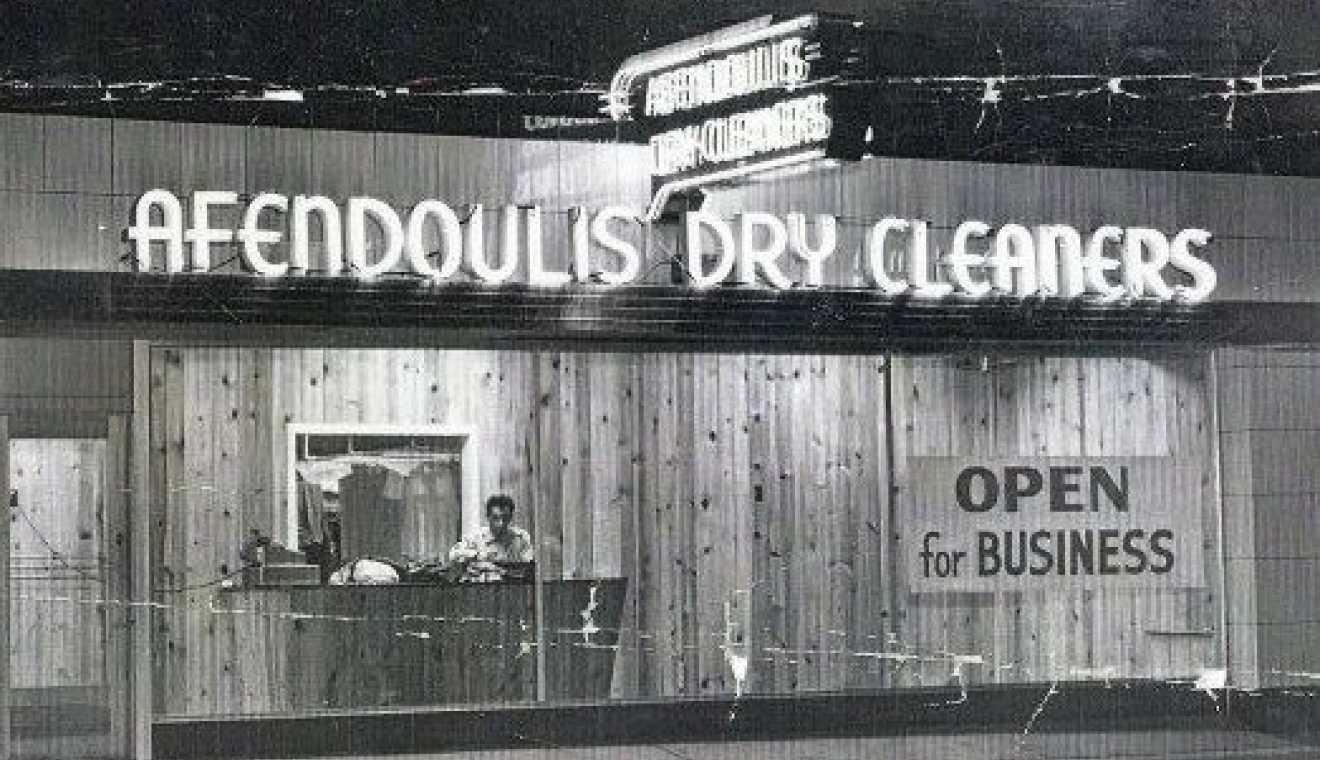 AFENDOULIS
DRY CLEANERS
AFENDOULIS' DRY CLEANERS
OPEN
for BUSINESS